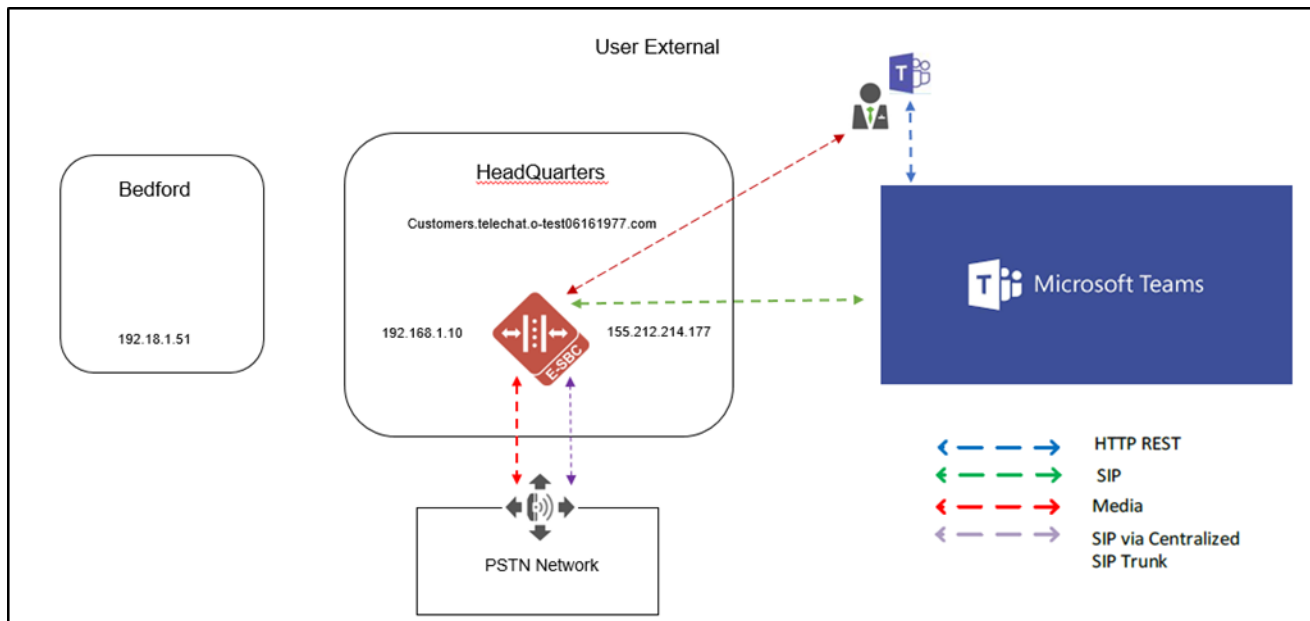 User External
T
Bedford
192.18.1.51
HeadQuarters
Customers.telechat.o-test06161977.com
192.168.1.10
155.212.214.177
E-SBC
T
Microsoft Teams
PSTN Network
HTTP REST
SIP
Media
SIP via Centralized
SIP Trunk